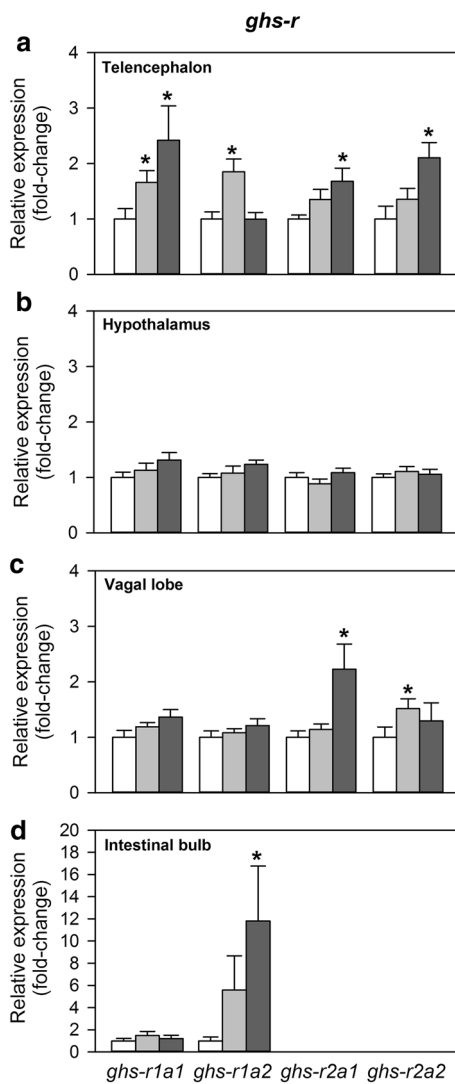 ghs-r
a
Telencephalon
Relative expression
(fold-change)
4
3
2
1
0
* * * * *
b
Hypothalamus
Relative expression
(fold-change)
4
3
2
1
0
c
Vagal lobe
Relative expression
(fold-change)
4
3
2
1
0
* *
d
Intestinal bulb
Relative expression
(fold-change)
20
18
16
14
12
10
8
6
4
2
1
0
*
ghs-r1a1 ghs-r1a2 ghs-r2a1 ghs-r2a2